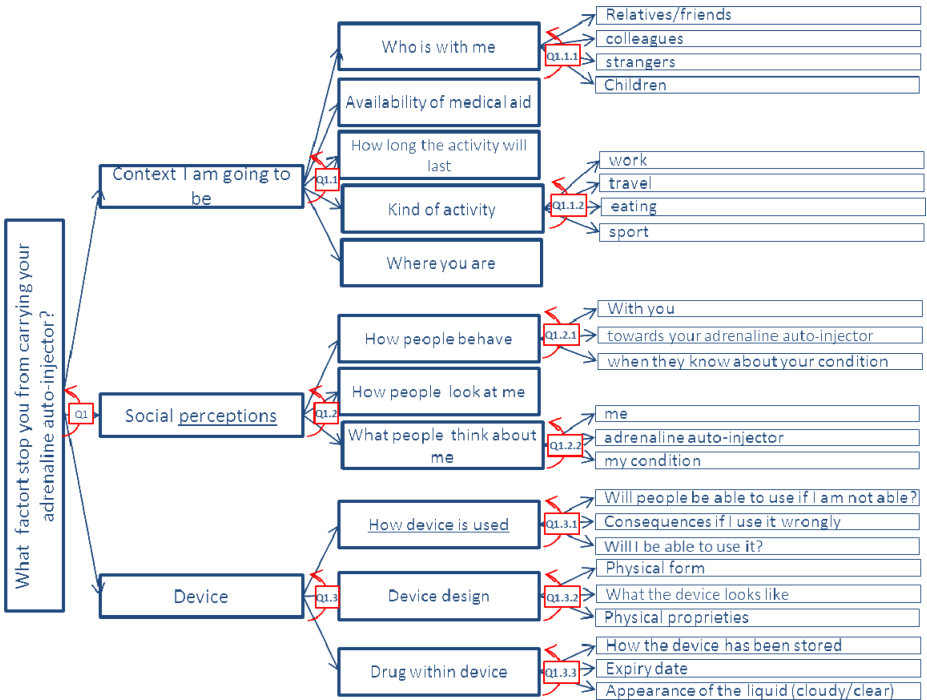 What factort stop you from carrying your
adrenaline auto-injector?
Q1
Context I am going to
be
Q1.1
Who is with me
Q1.1.1
Relatives/friends
colleagues
strangers
Children
Availability of medical aid
How long the activity will
last
Kind of activity
Q1.1.2
work
travel
eating
sport
Where you are
Social perceptions
Q1.2
How people behave
Q1.2.1
With you
towards your adrenaline auto-injector
when they know about your condition
How people look at me
What people think about
me
Q1.2.2
me
adrenaline auto-injector
my condition
Device
Q1.3
How device is used
Q1.3.1
Will people be able to use if I am not able?
Consequences if I use it wrongly
Will I be able to use it?
Device design
Q1.3.2
Physical form
What the device looks like
Physical proprieties
Drug within device
Q1.3.3
How the device has been stored
Expiry date
Appearance of the liquid (cloudy/clear)